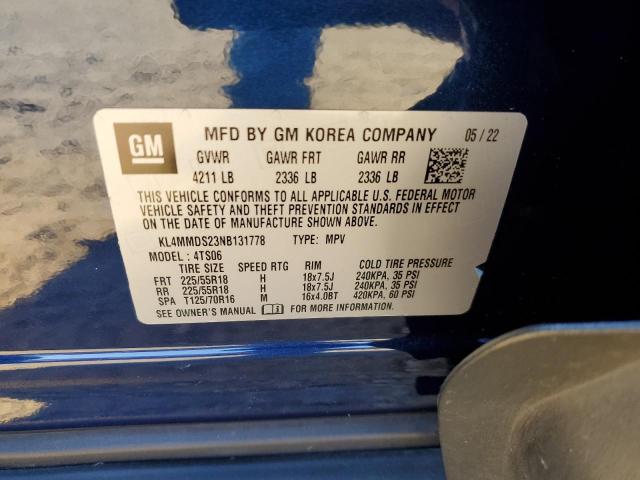 GM MFD BY GM KOREA COMPANY 05 / 22
GVWR GAWR FRT GAWR RR
4211 LB 2336 LB 2336 LB
THIS VEHICLE CONFORMS TO ALL APPLICABLE U.S. FEDERAL MOTOR
VEHICLE SAFETY AND THEFT PREVENTION STANDARDS IN EFFECT
ON THE DATE OF MANUFACTURE SHOWN ABOVE.
KL4MMDS23NB131778 TYPE: MPV
MODEL : 4TS06
TIRE SIZE SPEED RTG RIM COLD TIRE PRESSURE
FRT 225/55R18 H 18x7.5J 240KPA, 35 PSI
RR 225/55R18 H 18x7.5J 240KPA, 35 PSI
SPA T125/70R16 M 16x4.0BT 420KPA, 60 PSI
SEE OWNER'S MANUAL FOR MORE INFORMATION.